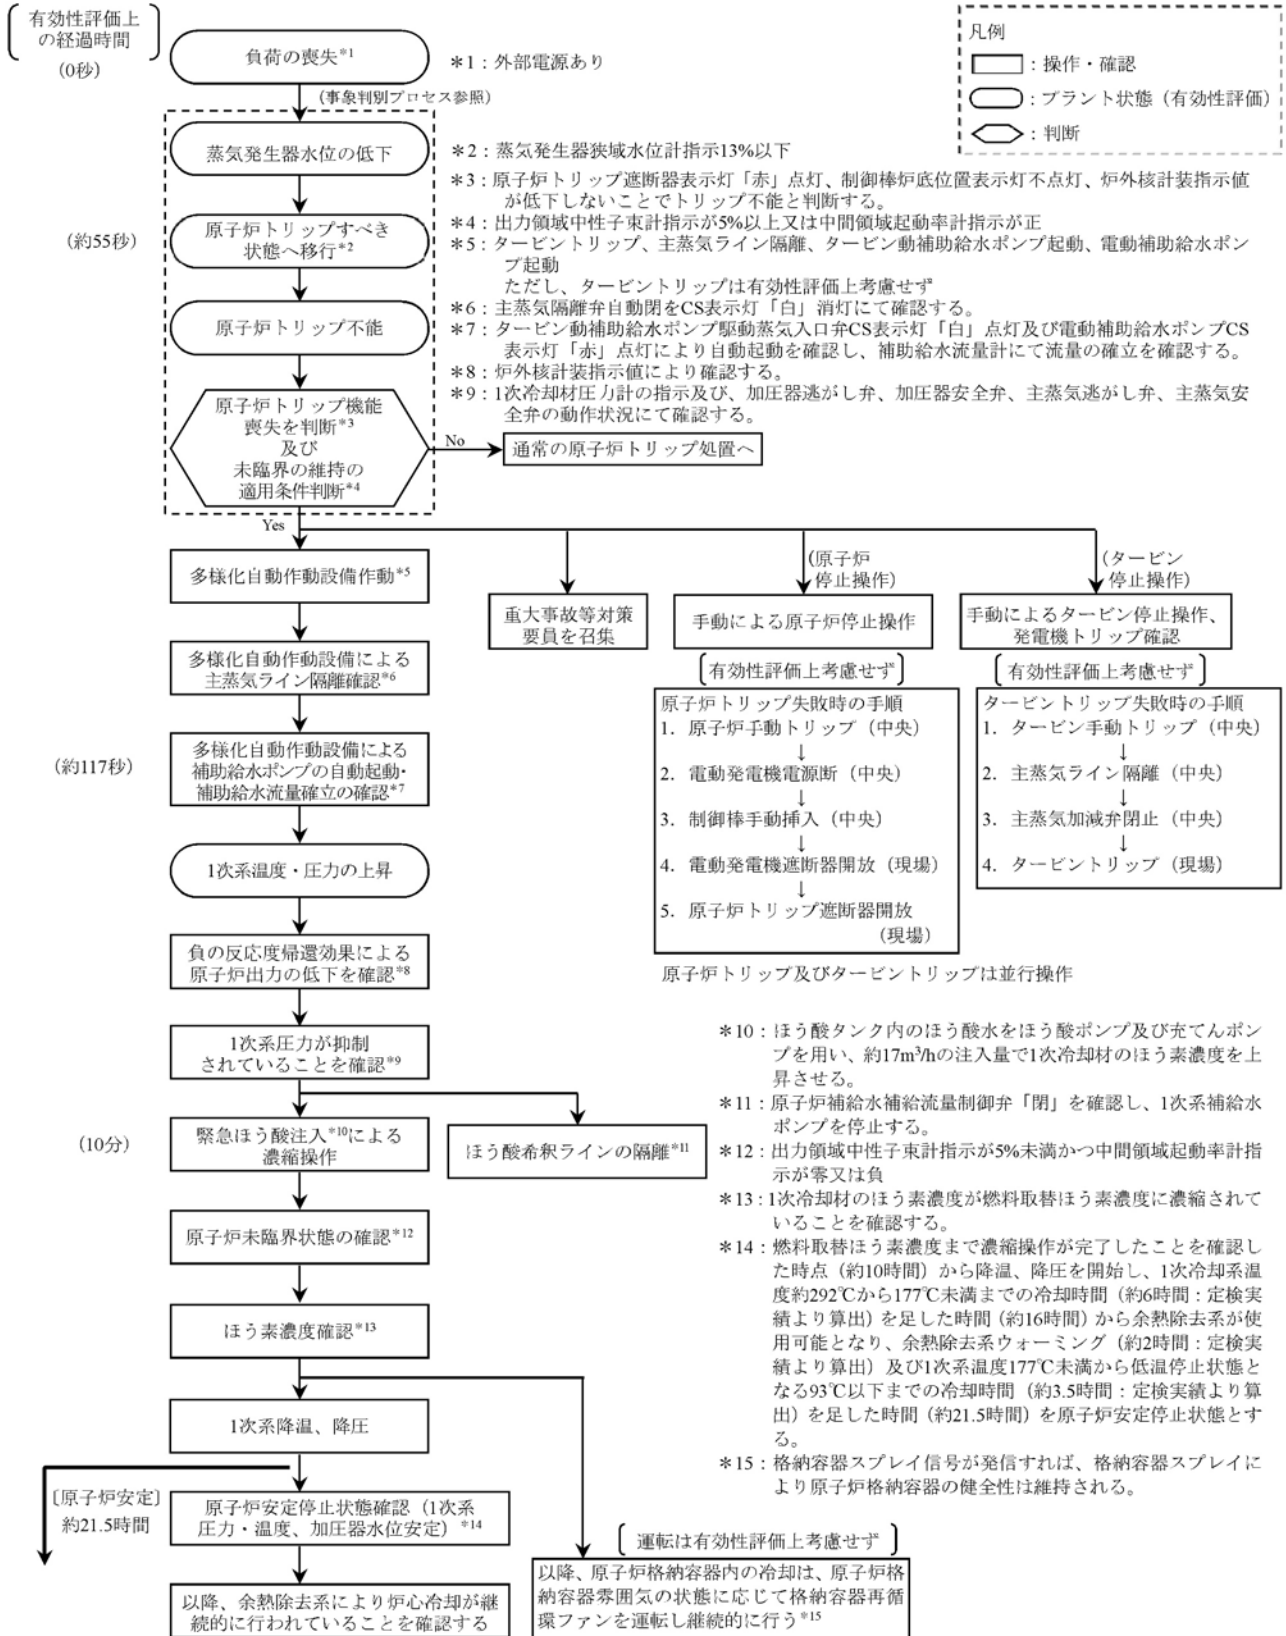 有効性評価上
の経過時間
(0秒)
負荷の喪失*1
*1：外部電源あり
(事象判別プロセス参照)
凡例
：操作・確認
：プラント状態（有効性評価）
：判断
蒸気発生器水位の低下
*2：蒸気発生器狭域水位計指示13%以下
*3：原子炉トリップ遮断器表示灯「赤」点灯、制御棒炉底位置表示灯不点灯、炉外核計装指示値
が低下しないことでトリップ不能と判断する。
*4：出力領域中性子束計指示が5%以上又は中間領域起動率計指示が正
*5：タービントリップ、主蒸気ライン隔離、タービン動補助給水ポンプ起動、電動補助給水ポン
プ起動
ただし、タービントリップは有効性評価上考慮せず
*6：主蒸気隔離弁自動閉をCS表示灯「白」消灯にて確認する。
*7：タービン動補助給水ポンプ駆動蒸気入口弁CS表示灯「白」点灯及び電動補助給水ポンプCS
表示灯「赤」点灯により自動起動を確認し、補助給水流量計にて流量の確立を確認する。
*8：炉外核計装指示値により確認する。
*9：1次冷却材圧力計の指示及び、加圧器逃がし弁、加圧器安全弁、主蒸気逃がし弁、主蒸気安
全弁の動作状況にて確認する。
(約55秒)
原子炉トリップすべき
状態へ移行*2
原子炉トリップ不能
原子炉トリップ機能
喪失を判断*3
及び
未臨界の維持の
適用条件判断*4
No
通常の原子炉トリップ処置へ
Yes
多様化自動作動設備作動*5
重大事故等対策
要員を召集
(原子炉
停止操作)
手動による原子炉停止操作
(タービン
停止操作)
手動によるタービン停止操作、
発電機トリップ確認
多様化自動作動設備による
主蒸気ライン隔離確認*6
(約117秒)
多様化自動作動設備による
補助給水ポンプの自動起動・
補助給水流量確立の確認*7
1次系温度・圧力の上昇
負の反応度帰還効果による
原子炉出力の低下を確認*8
1次系圧力が抑制
されていることを確認*9
有効性評価上考慮せず
原子炉トリップ失敗時の手順
1. 原子炉手動トリップ（中央）
↓
2. 電動発電機電源断（中央）
↓
3. 制御棒手動挿入（中央）
↓
4. 電動発電機遮断器開放（現場）
↓
5. 原子炉トリップ遮断器開放
（現場）
有効性評価上考慮せず
タービントリップ失敗時の手順
1. タービン手動トリップ（中央）
↓
2. 主蒸気ライン隔離（中央）
↓
3. 主蒸気加減弁閉止（中央）
↓
4. タービントリップ（現場）
原子炉トリップ及びタービントリップは並行操作
(10分)
緊急ほう酸注入*10による
濃縮操作
ほう酸希釈ラインの隔離*11
原子炉未臨界状態の確認*12
ほう素濃度確認*13
1次系降温、降圧
〔原子炉安定〕
約21.5時間
原子炉安定停止状態確認（1次系
圧力・温度、加圧器水位安定）*14
以降、余熱除去系により炉心冷却が継
続的に行われていることを確認する
運転は有効性評価上考慮せず
以降、原子炉格納容器内の冷却は、原子炉格
納容器雰囲気の状態に応じて格納容器再循
環ファンを運転し継続的に行う*15
*10：ほう酸タンク内のほう酸水をほう酸ポンプ及び充てんポン
プを用い、約17m³/hの注入量で1次冷却材のほう素濃度を上
昇させる。
*11：原子炉補給水補給流量制御弁「閉」を確認し、1次系補給水
ポンプを停止する。
*12：出力領域中性子束計指示が5%未満かつ中間領域起動率計指
示が零又は負
*13：1次冷却材のほう素濃度が燃料取替ほう素濃度に濃縮されて
いることを確認する。
*14：燃料取替ほう素濃度まで濃縮操作が完了したことを確認し
た時点（約10時間）から降温、降圧を開始し、1次冷却系温
度約292℃から177℃未満までの冷却時間（約6時間：定検実
績より算出）を足した時間（約16時間）から余熱除去系が使
用可能となり、余熱除去系ウォーミング（約2時間：定検実
績より算出）及び1次系温度177℃未満から低温停止状態と
なる93℃以下までの冷却時間（約3.5時間：定検実績より算
出）を足した時間（約21.5時間）を原子炉安定停止状態とす
る。
*15：格納容器スプレイ信号が発信すれば、格納容器スプレイに
より原子炉格納容器の健全性は維持される。